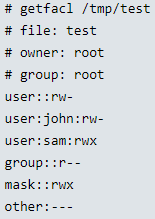 # getfacl /tmp/test
# file: test
# owner: root
# group: root
user::rw-
user:john:rw-
user:sam:rwx
group::r--
mask::rwx
other:---